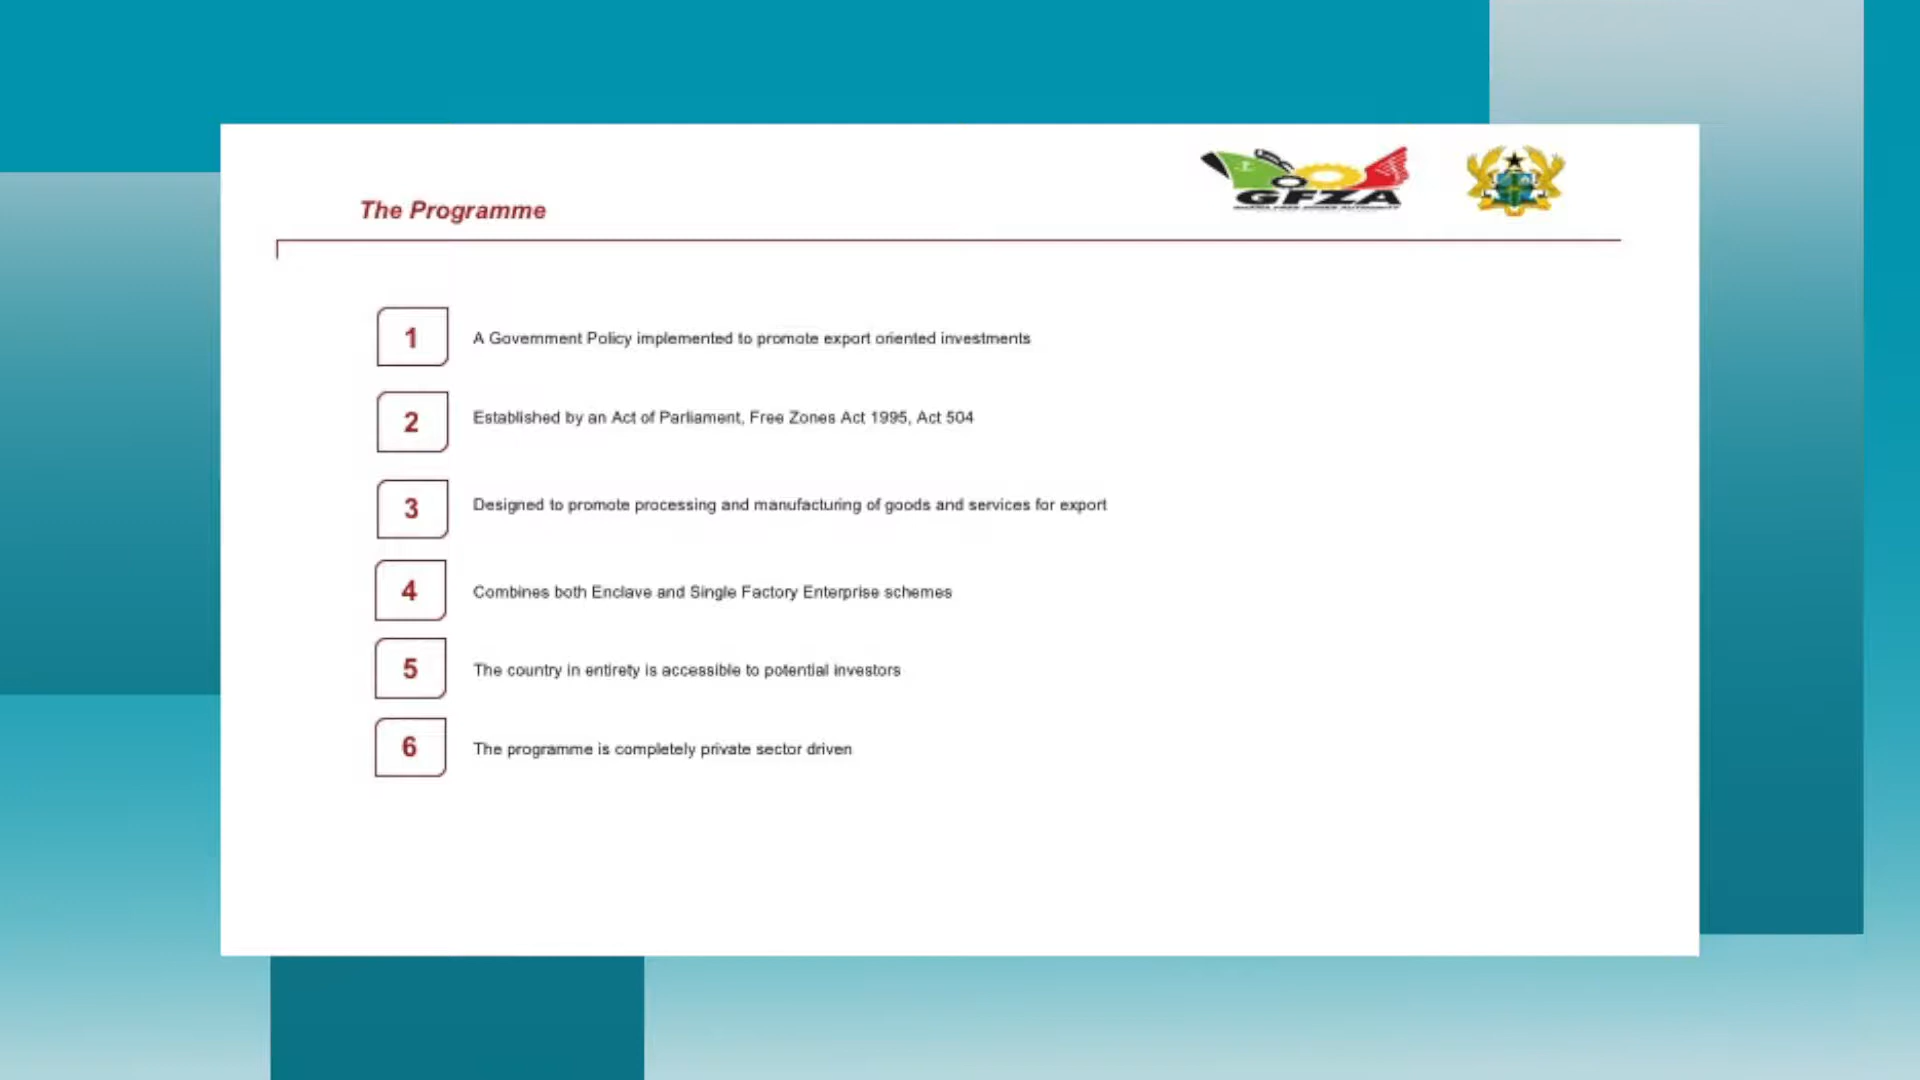 The Programme
GFZA
1
A Government Policy implemented to promote export oriented investments
2
Established by an Act of Parliament, Free Zones Act 1995, Act 504
3
Designed to promote processing and manufacturing of goods and services for export
4
Combines both Enclave and Single Factory Enterprise schemes
5
The country in entirety is accessible to potential investors
6
The programme is completely private sector driven